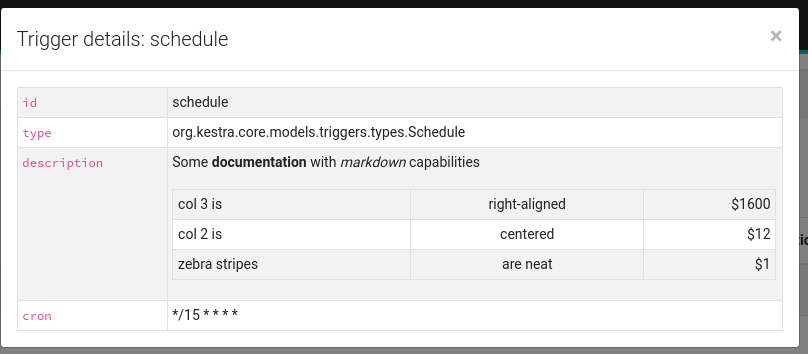 Trigger details: schedule ×
id schedule
type org.kestra.core.models.triggers.types.Schedule
description Some documentation with markdown capabilities
col 3 is right-aligned $1600
col 2 is centered $12
zebra stripes are neat $1
cron */15 * * * *